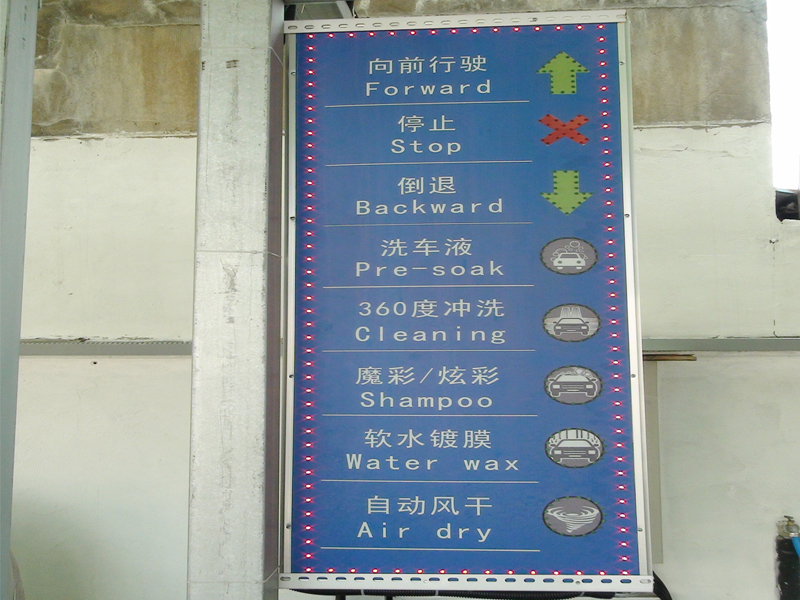 向前行驶
Forward
停止
Stop
倒退
Backward
洗车液
Pre-soak
360度冲洗
Cleaning
魔彩/炫彩
Shampoo
软水镀膜
Water wax
自动风干
Air dry